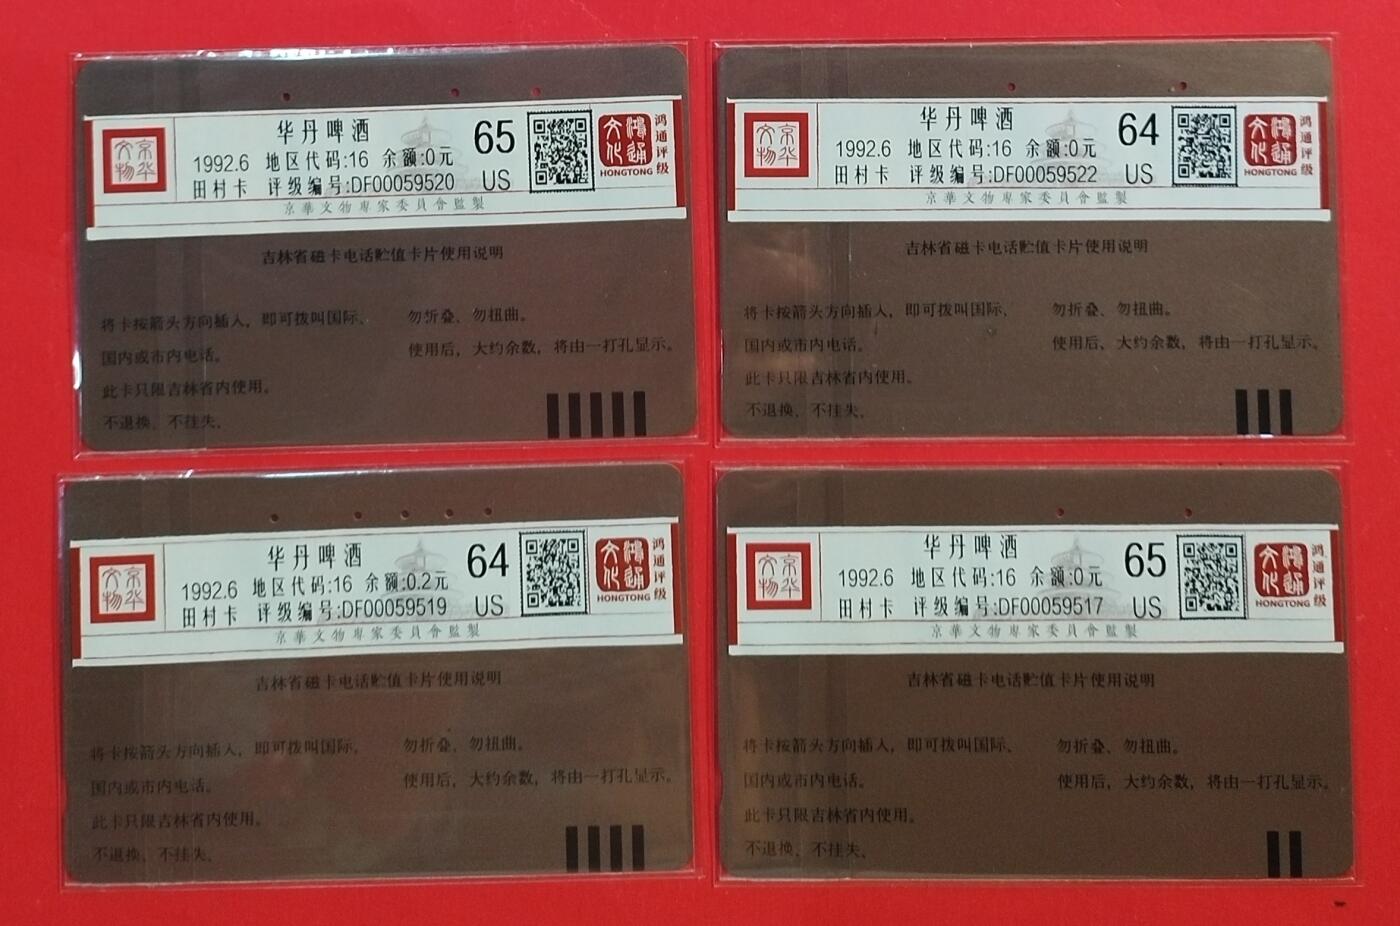 京华文物
华丹啤酒
1992.6 地区代码:16 余额:0元
田村卡 评级编号:DF00059520
65
US
文化鸿通
HONGTONG
鸿通评级
京華文物專家委員會監製
吉林省磁卡电话贮值卡片使用说明
将卡按箭头方向插入，即可拨叫国际、
国内或市内电话。
此卡只限吉林省内使用。
不退换、不挂失、
勿折叠、勿扭曲。
使用后，大约余数，将由一打孔显示。
京华文物
华丹啤酒
1992.6 地区代码:16 余额:0元
田村卡 评级编号:DF00059522
64
US
文化鸿通
HONGTONG
鸿通评级
京華文物專家委員會監製
吉林省磁卡电话贮值卡片使用说明
将卡按箭头方向插入，即可拨叫国际、
国内或市内电话。
此卡只限吉林省内使用。
不退换、不挂失、
勿折叠、勿扭曲。
使用后、大约余数，将由一打孔显示。
京华文物
华丹啤酒
1992.6 地区代码:16 余额:0.2元
田村卡 评级编号:DF00059519
64
US
文化鸿通
HONGTONG
鸿通评级
京華文物專家委員會監製
吉林省磁卡电话贮值卡片使用说明
将卡按箭头方向插入，即可拨叫国际、
国内或市内电话。
此卡只限吉林省内使用。
不退换、不挂失、
勿折叠、勿扭曲。
使用后，大约余数，将由一打孔显示。
京华文物
华丹啤酒
1992.6 地区代码:16 余额:0元
田村卡 评级编号:DF00059517
65
US
文化鸿通
HONGTONG
鸿通评级
京華文物專家委員會監製
吉林省磁卡电话贮值卡片使用说明
将卡按箭头方向插入，即可拨叫国际、
国内或市内电话。
此卡只限吉林省内使用。
不退换、不挂失、
勿折叠、勿扭曲。
使用后，大约余数，将由一打孔显示。